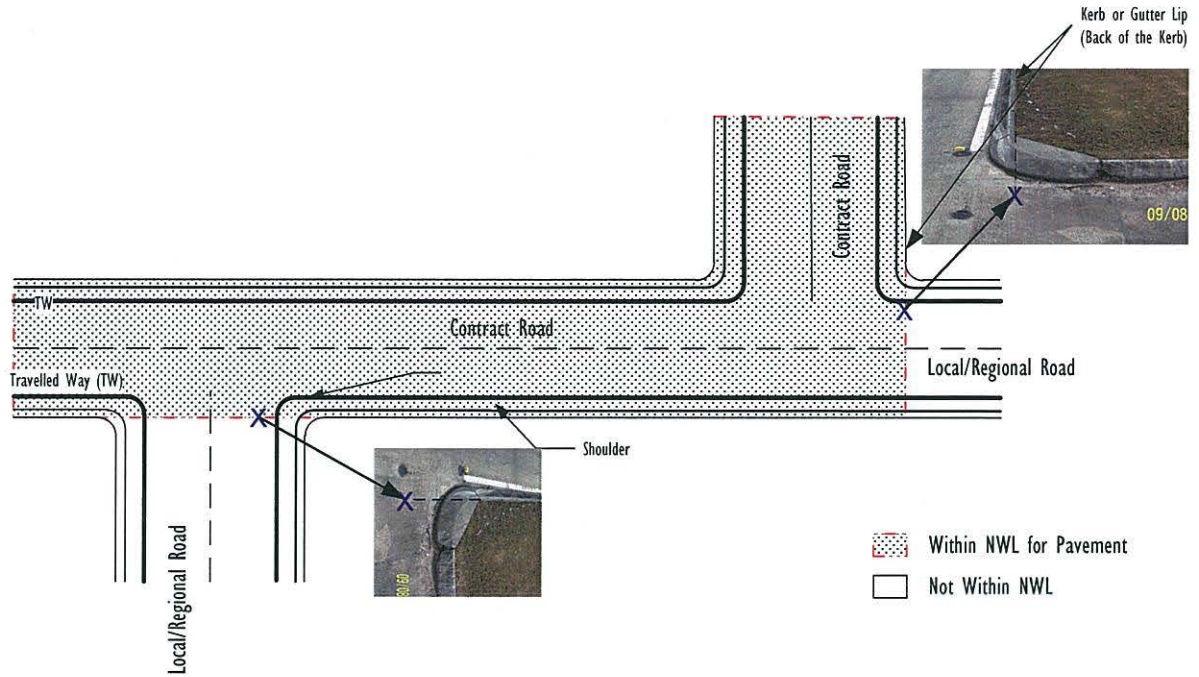 Kerb or Gutter Lip
(Back of the Kerb)
09/08
Contract Road
TW
Contract Road
Local/Regional Road
Travelled Way (TW)
Shoulder
Within NWL for Pavement
Not Within NWL
Local/Regional Road